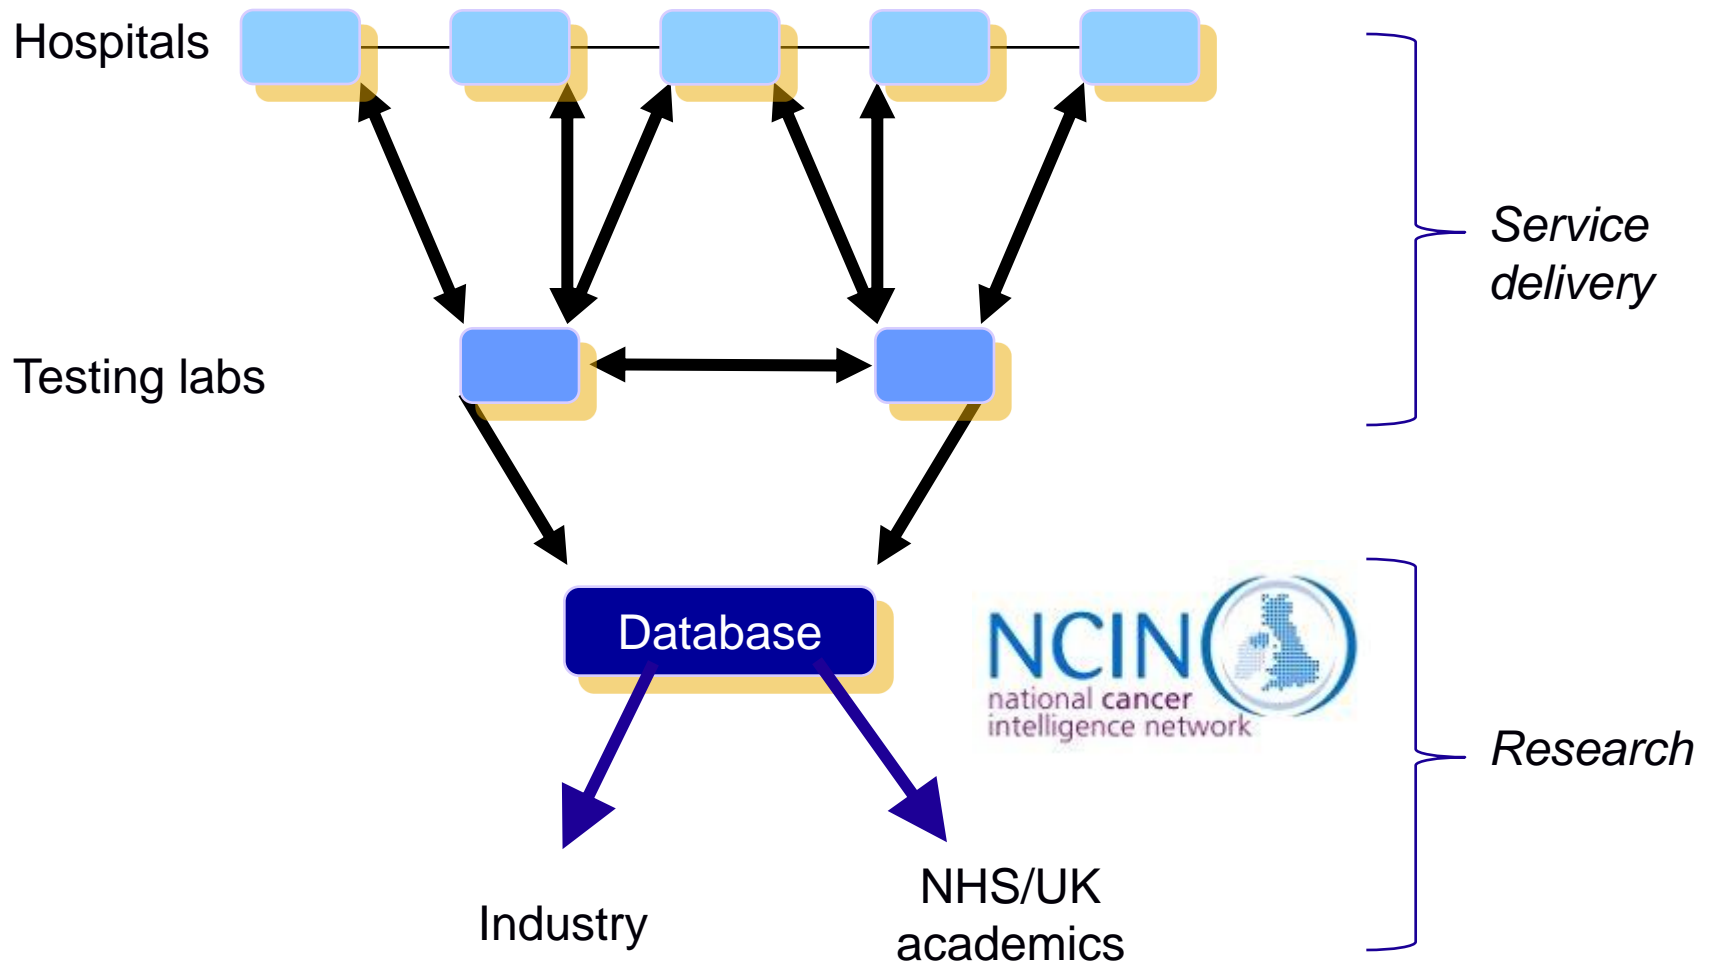 Hospitals
Service
delivery
Testing labs
Database
NCIN
national cancer
intelligence network
Research
Industry
NHS/UK
academics